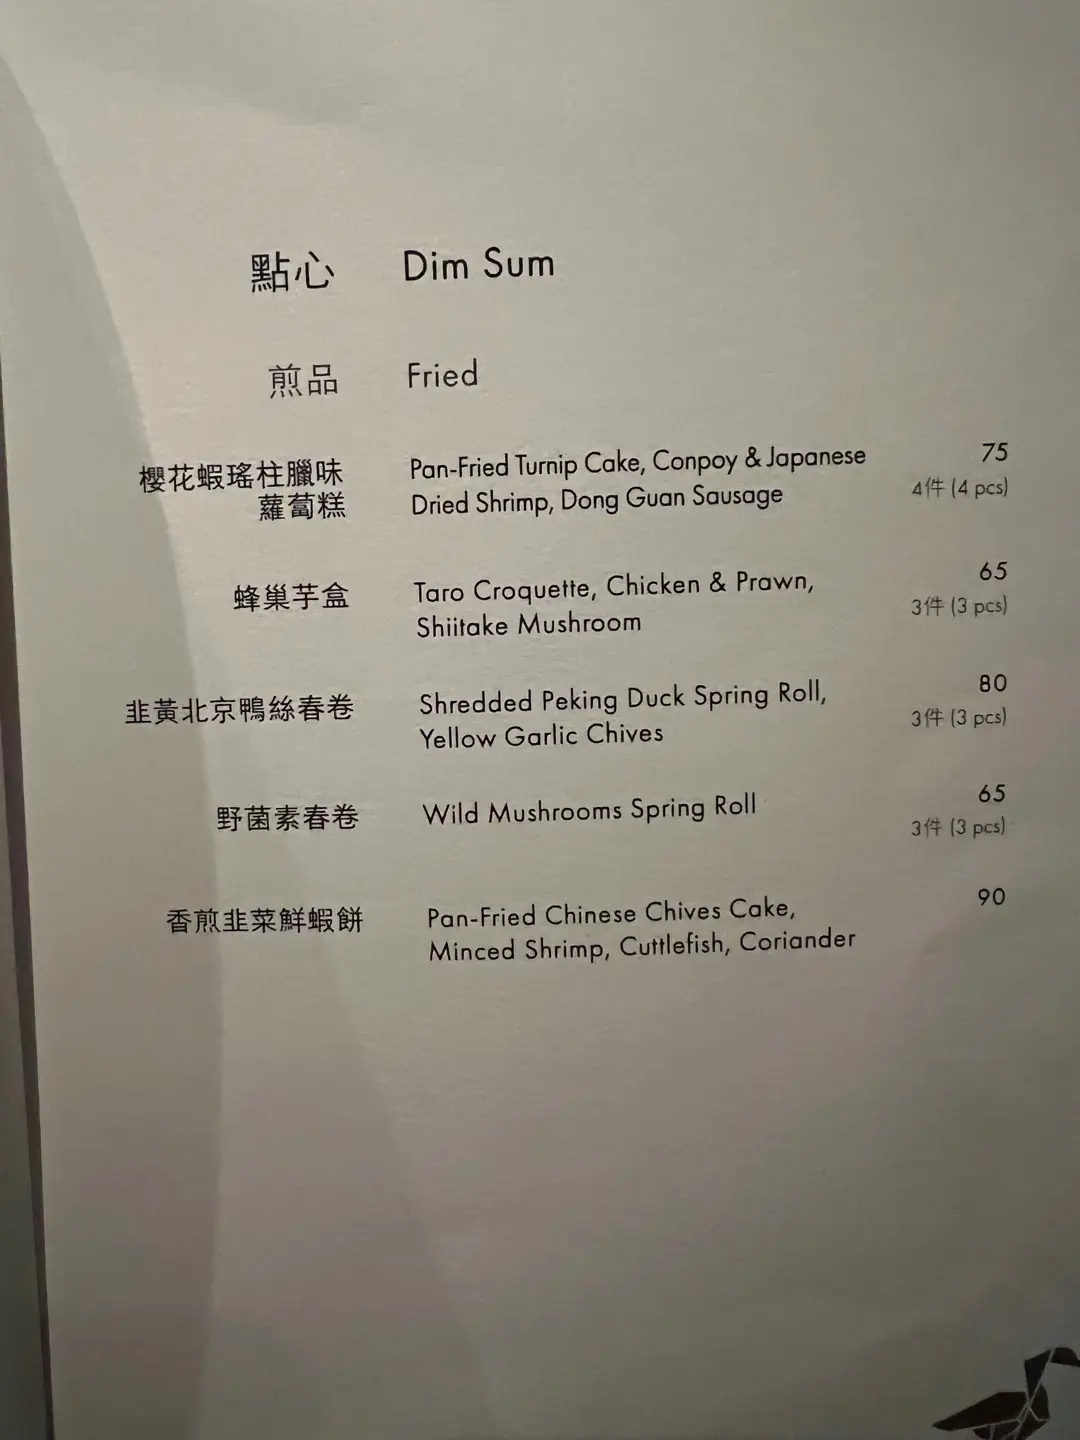 點心 Dim Sum
煎品 Fried
櫻花蝦瑤柱臘味 Pan-Fried Turnip Cake, Conpoy & Japanese 75
蘿蔔糕 Dried Shrimp, Dong Guan Sausage 4件 (4 pcs)
蜂巢芋盒 Taro Croquette, Chicken & Prawn, 65
Shiitake Mushroom 3件 (3 pcs)
韭黃北京鴨絲春卷 Shredded Peking Duck Spring Roll, 80
Yellow Garlic Chives 3件 (3 pcs)
野菌素春卷 Wild Mushrooms Spring Roll 65
3件 (3 pcs)
香煎韭菜鮮蝦餅 Pan-Fried Chinese Chives Cake, 90
Minced Shrimp, Cuttlefish, Coriander